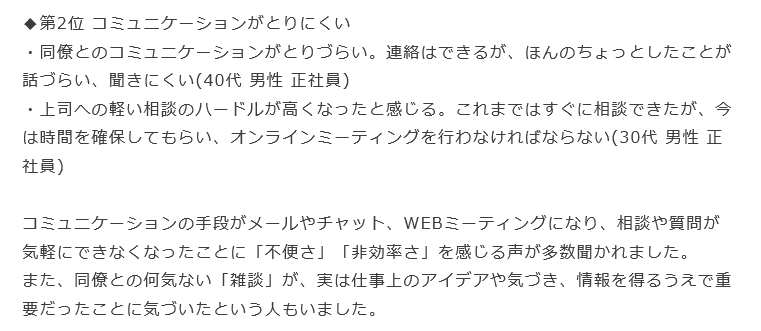 ◆第2位 コミュニケーションがとりにくい
・同僚とのコミュニケーションがとりづらい。連絡はできるが、ほんのちょっとしたことが
話づらい、聞きにくい(40代 男性 正社員)
・上司への軽い相談のハードルが高くなったと感じる。これまではすぐに相談できたが、今
は時間を確保してもらい、オンラインミーティングを行わなければならない(30代 男性 正
社員)
コミュニケーションの手段がメールやチャット、WEBミーティングになり、相談や質問が
気軽にできなくなったことに「不便さ」「非効率さ」を感じる声が多数聞かれました。
また、同僚との何気ない「雑談」が、実は仕事上のアイデアや気づき、情報を得るうえで重
要だったことに気づいたという人もいました。